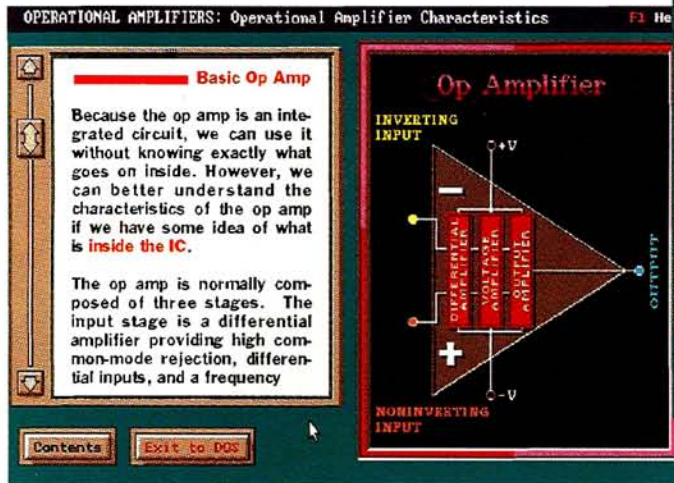 OPERATIONAL AMPLIFIERS: Operational Amplifier Characteristics
F1 He
Basic Op Amp
Because the op amp is an inte-
grated circuit, we can use it
without knowing exactly what
goes on inside. However, we
can better understand the
characteristics of the op amp
if we have some idea of what
is inside the IC.
The op amp is normally com-
posed of three stages. The
input stage is a differential
amplifier providing high com-
mon-mode rejection, differen-
tial inputs, and a frequency
Contents
Exit to DOS
Op Amplifier
INVERTING
INPUT
+V
−
DIFFERENTIAL
AMPLIFIER
VOLTAGE
AMPLIFIER
OUTPUT
AMPLIFIER
OUTPUT
+
-V
NONINVERTING
INPUT